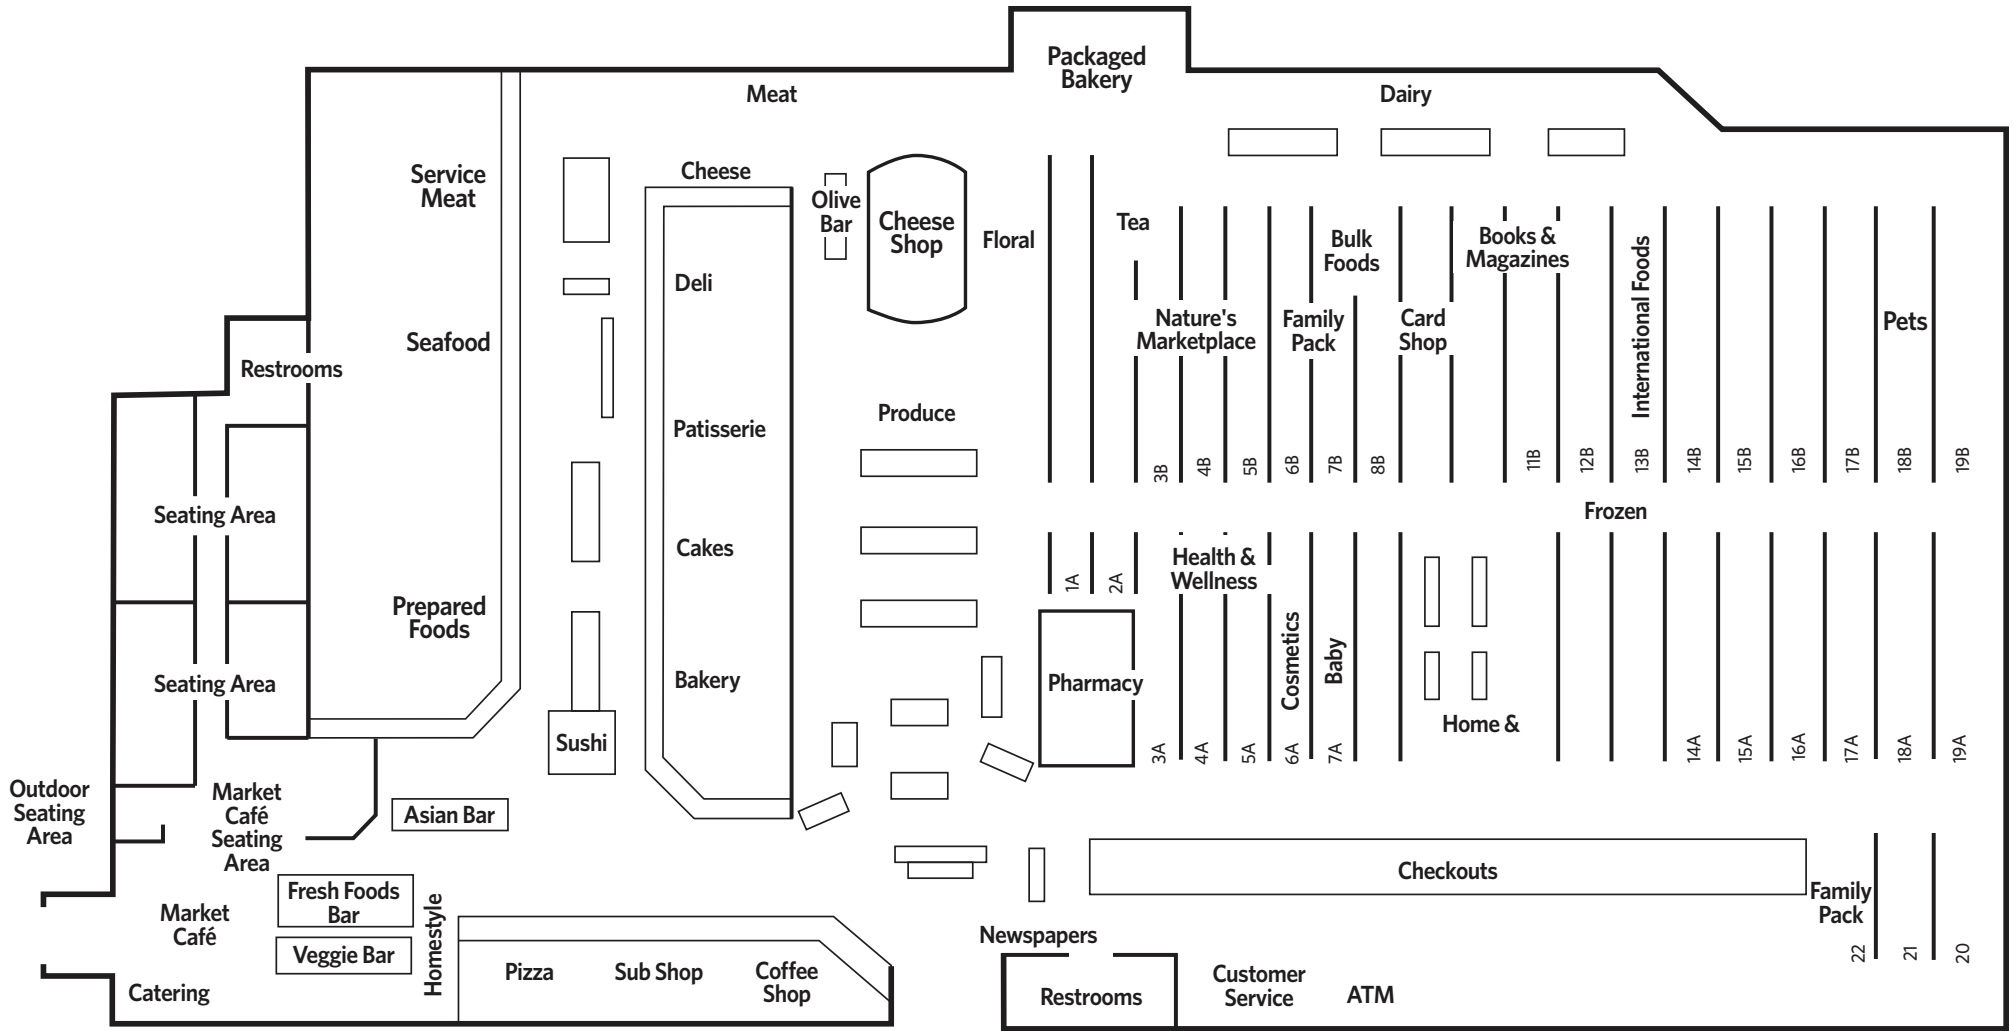 Packaged
Bakery
Meat
Dairy
Service
Meat
Cheese
Olive
Bar
Cheese
Shop
Floral
Tea
Bulk
Foods
Books &
Magazines
International Foods
Deli
Nature's
Marketplace
Family
Pack
Card
Shop
Pets
Seafood
Restrooms
Produce
Patisserie
3B
4B
5B
6B
7B
8B
11B
12B
13B
14B
15B
16B
17B
18B
19B
Seating Area
Frozen
Cakes
Health &
Wellness
1A
2A
Prepared
Foods
Cosmetics
Baby
Seating Area
Bakery
Pharmacy
Home &
Sushi
3A
4A
5A
6A
7A
14A
15A
16A
17A
18A
19A
Outdoor
Seating
Area
Market
Café
Seating
Area
Asian Bar
Checkouts
Fresh Foods
Bar
Homestyle
Family
Pack
Market
Café
Veggie Bar
Newspapers
22
21
20
Catering
Pizza
Sub Shop
Coffee
Shop
Restrooms
Customer
Service
ATM